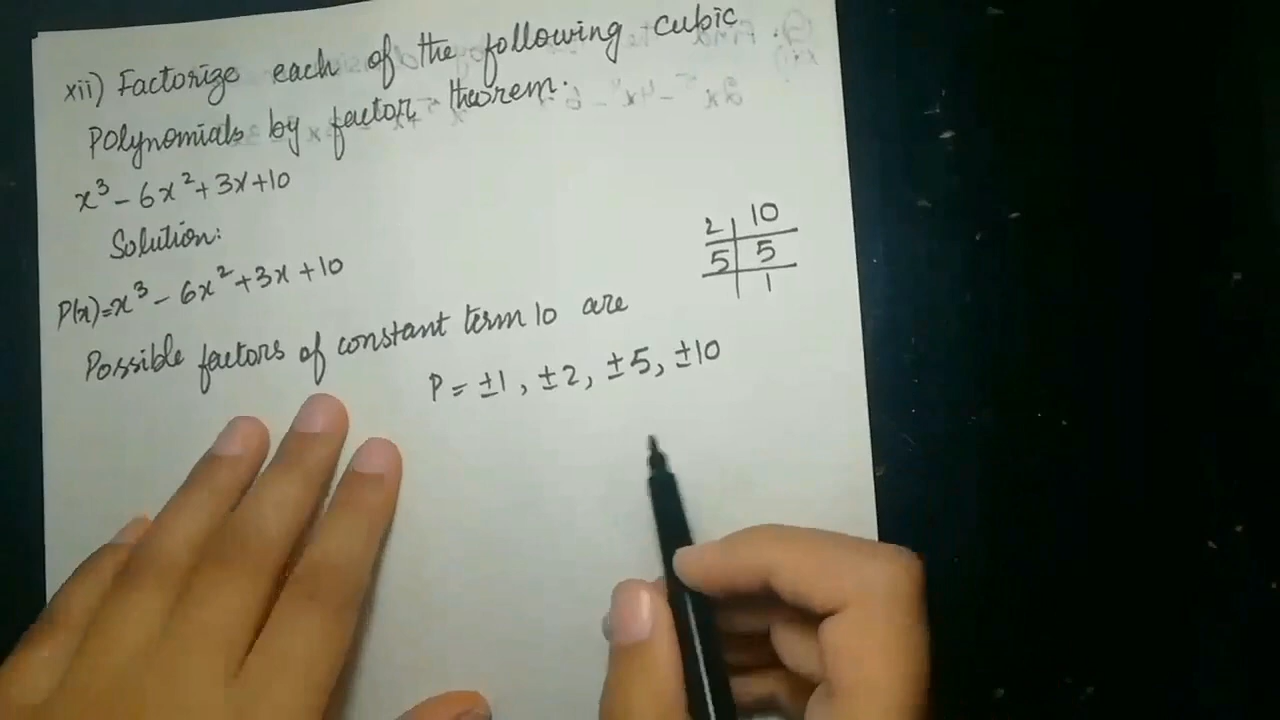 xii) Factorize each of the following cubic
Polynomials by factor theorem.
x³ - 6x² + 3x + 10
Solution:
P(x) = x³ - 6x² + 3x + 10
2 | 10
5 | 5
| 1
Possible factors of constant term 10 are
P = ±1, ±2, ±5, ±10